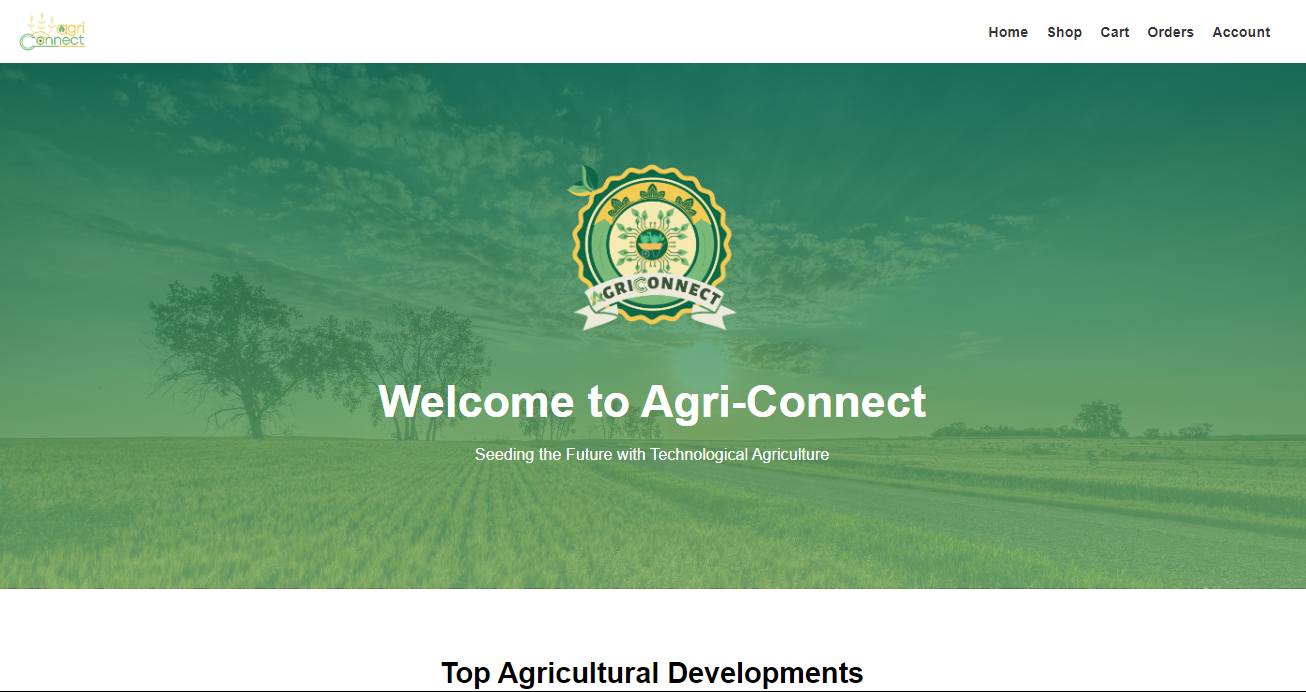 agri
Connect
Home Shop Cart Orders Account
AGRICONNECT
Welcome to Agri-Connect
Seeding the Future with Technological Agriculture
Top Agricultural Developments